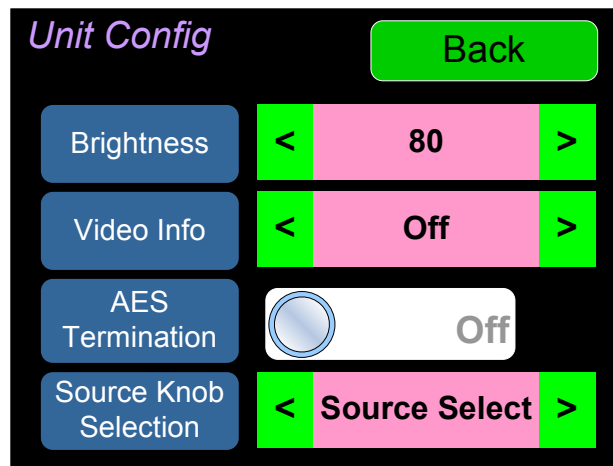 Unit Config
Back
Brightness
< 80 >
Video Info
< Off >
AES
Termination
Off
Source Knob
Selection
< Source Select >